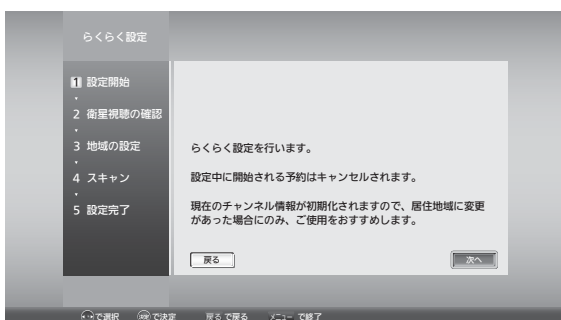 らくらく設定
1 設定開始
2 衛星視聴の確認
3 地域の設定
4 スキャン
5 設定完了
らくらく設定を行います。
設定中に開始される予約はキャンセルされます。
現在のチャンネル情報が初期化されますので、居住地域に変更
があった場合にのみ、ご使用をおすすめします。
戻る 次へ
で選択 で決定 戻る で戻る メニュー で終了